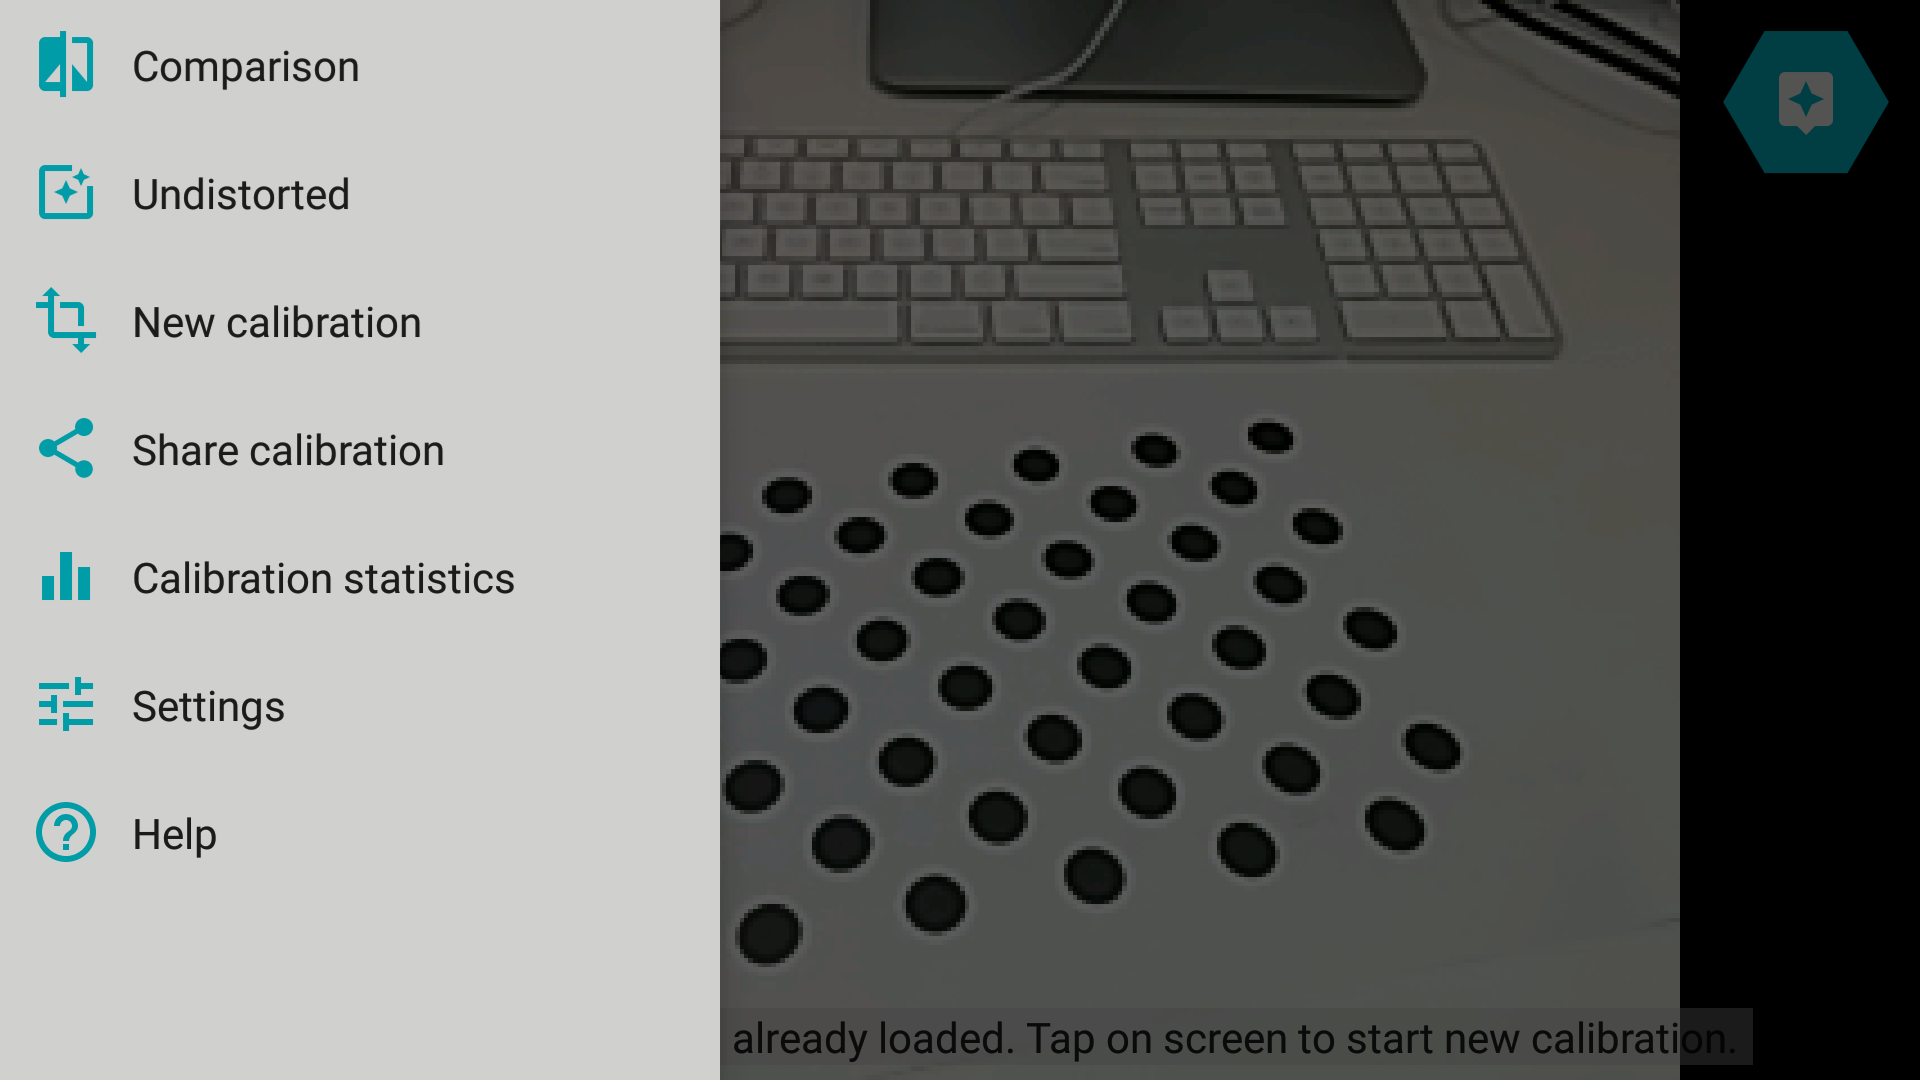 Comparison
Undistorted
New calibration
Share calibration
Calibration statistics
Settings
Help
already loaded. Tap on screen to start new calibration.